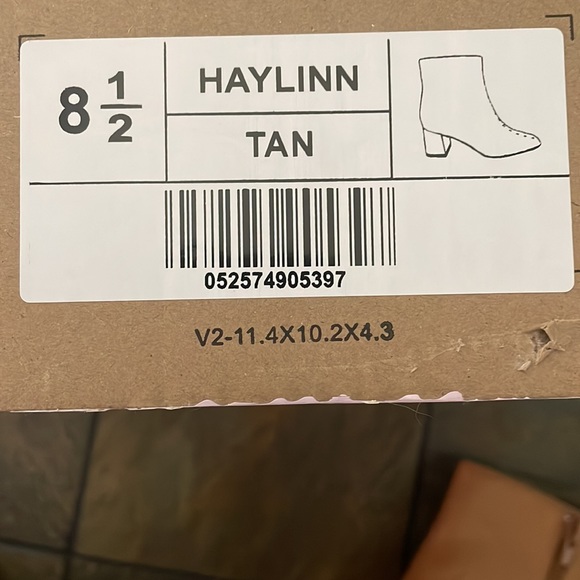 8 1/2
HAYLINN
TAN
052574905397
V2-11.4X10.2X4.3